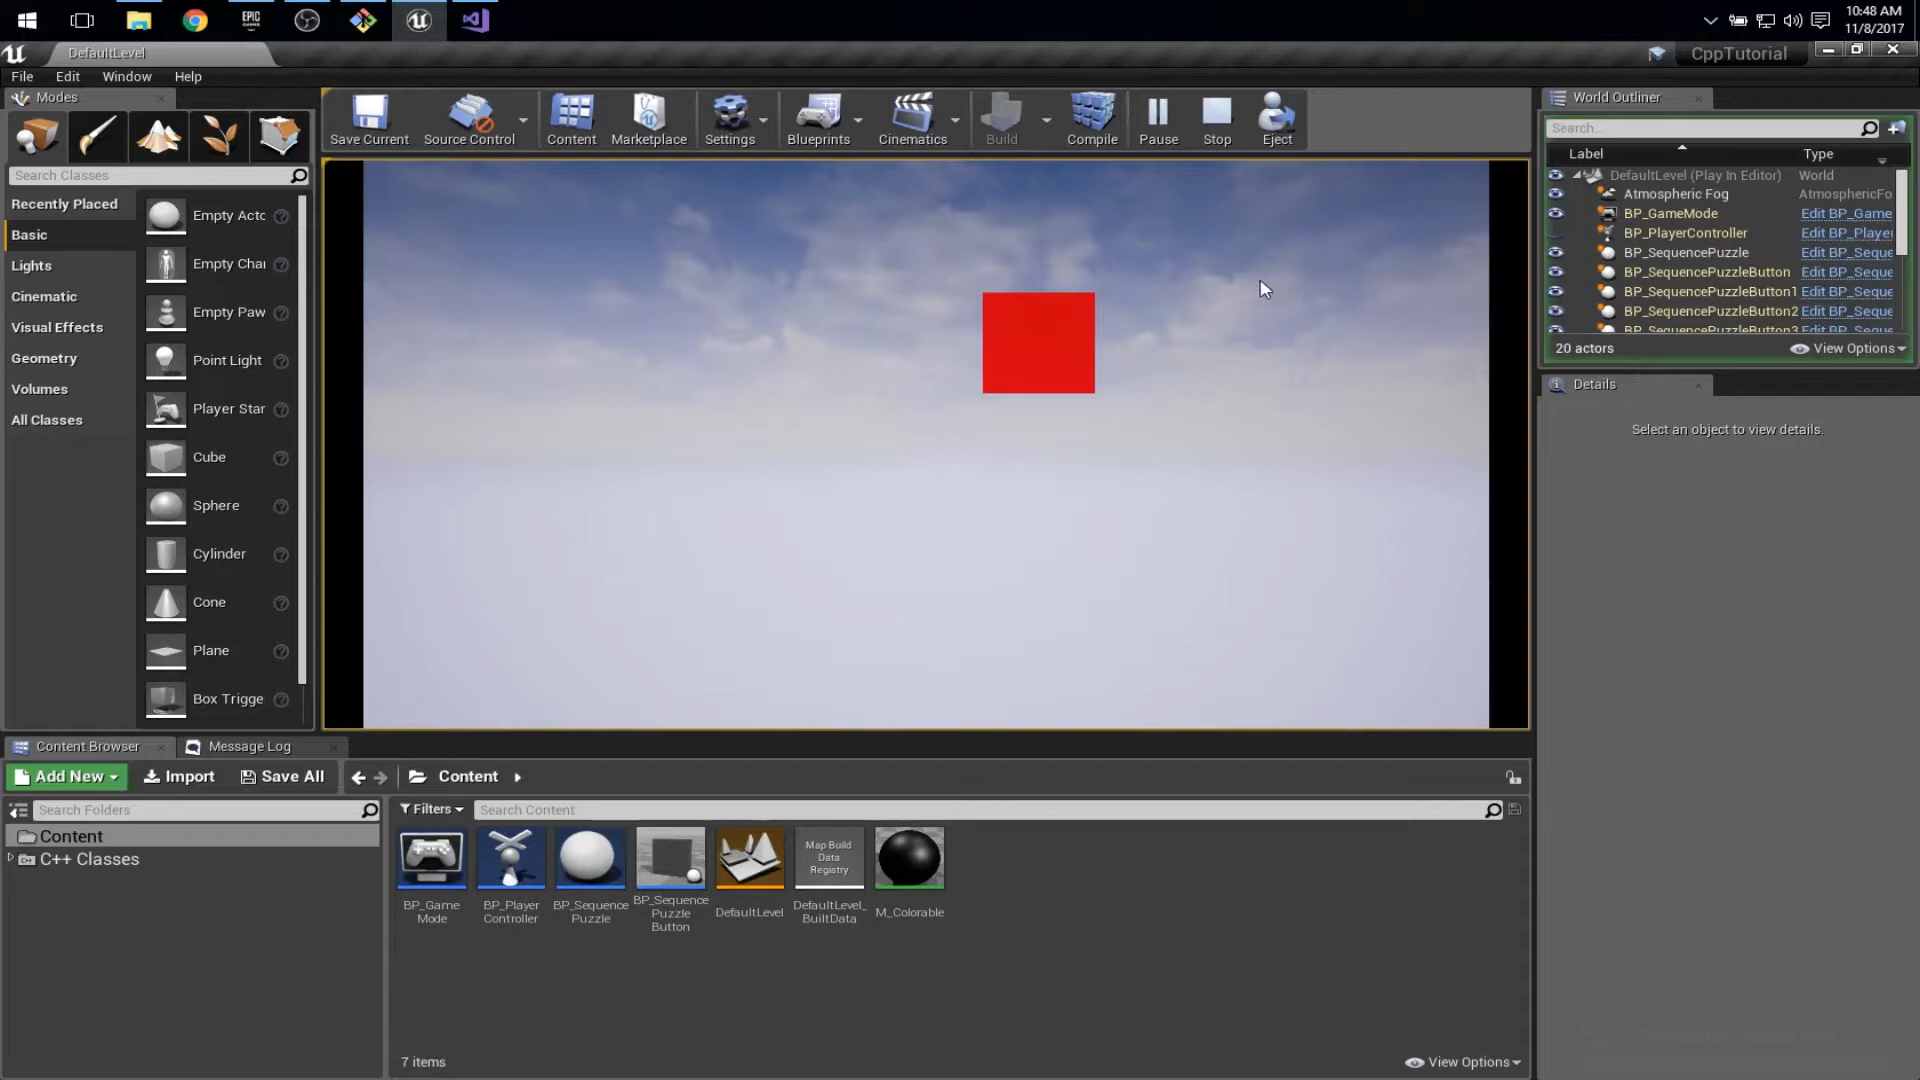 EPIC
GAMES
10:48 AM
11/8/2017
DefaultLevel
CppTutorial
File Edit Window Help
Modes
Save Current
Source Control
Content
Marketplace
Settings
Blueprints
Cinematics
Build
Compile
Pause
Stop
Eject
World Outliner
Search...
Label
Type
Search Classes
Recently Placed
Basic
Lights
Cinematic
Visual Effects
Geometry
Volumes
All Classes
Empty Acto
Empty Cha
Empty Paw
Point Light
Player Star
Cube
Sphere
Cylinder
Cone
Plane
Box Trigge
DefaultLevel (Play In Editor) World
Atmospheric Fog AtmosphericFo
BP_GameMode Edit BP_Game
BP_PlayerController Edit BP_Player
BP_SequencePuzzle Edit BP_Seque
BP_SequencePuzzleButton Edit BP_Seque
BP_SequencePuzzleButton1 Edit BP_Seque
BP_SequencePuzzleButton2 Edit BP_Seque
BP_SequencePuzzleButton3 Edit BP_Seque
20 actors
View Options
Details
Select an object to view details.
Content Browser
Message Log
Add New
Import
Save All
Content
Search Folders
Filters
Search Content
Content
C++ Classes
BP_Game
Mode
BP_Player
Controller
BP_Sequence
Puzzle
BP_Sequence
Puzzle
Button
DefaultLevel
Map Build
Data
Registry
DefaultLevel_
BuiltData
M_Colorable
7 items
View Options